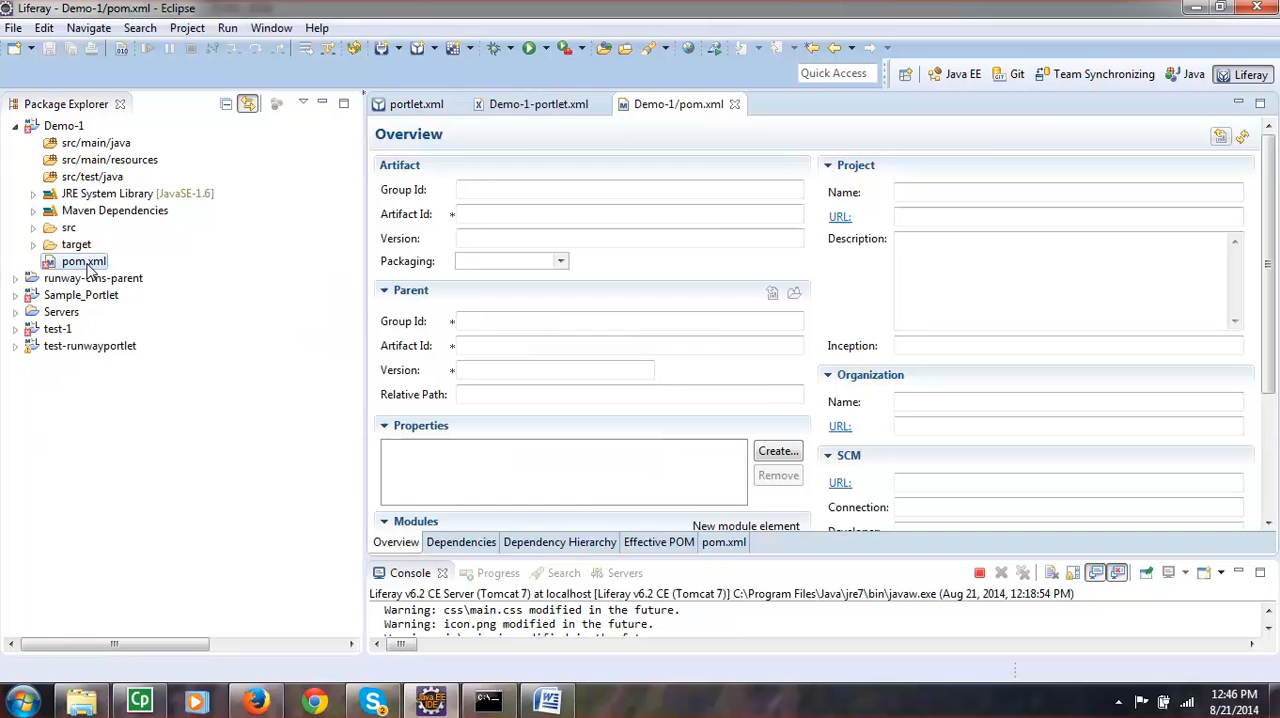 Liferay - Demo-1/pom.xml - Eclipse
File Edit Navigate Search Project Run Window Help
Quick Access Java EE Git Team Synchronizing Java Liferay
Package Explorer
Demo-1
src/main/java
src/main/resources
src/test/java
JRE System Library [JavaSE-1.6]
Maven Dependencies
src
target
pom.xml
runway-cms-parent
Sample_Portlet
Servers
test-1
test-runwayportlet
portlet.xml Demo-1-portlet.xml Demo-1/pom.xml
Overview
Artifact
Group Id:
Artifact Id: *
Version:
Packaging:
Parent
Group Id: *
Artifact Id: *
Version: *
Relative Path:
Properties
Create...
Remove
Modules
New module element
Project
Name:
URL:
Description:
Inception:
Organization
Name:
URL:
SCM
URL:
Connection:
Overview Dependencies Dependency Hierarchy Effective POM pom.xml
Console Progress Search Servers
Liferay v6.2 CE Server (Tomcat 7) at localhost [Liferay v6.2 CE (Tomcat 7)] C:\Program Files\Java\jre7\bin\javaw.exe (Aug 21, 2014, 12:18:54 PM)
Warning: css\main.css modified in the future.
Warning: icon.png modified in the future.
12:46 PM
8/21/2014